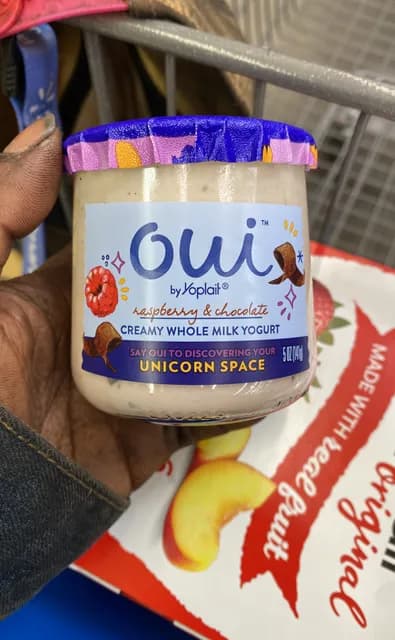 Oui™
by Yoplait®
raspberry & chocolate
CREAMY WHOLE MILK YOGURT
SAY OUI TO DISCOVERING YOUR
UNICORN SPACE
5 OZ (141g)
MADE WITH real fruit
original